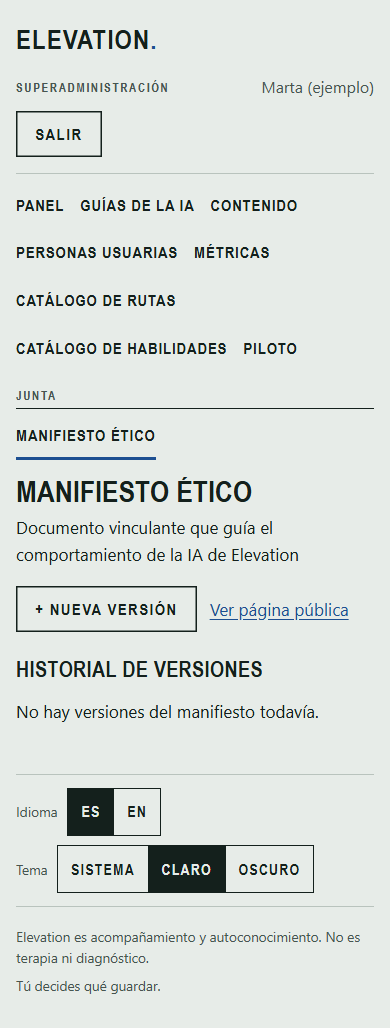 ELEVATION.
SUPERADMINISTRACIÓN
Marta (ejemplo)
SALIR
PANEL GUÍAS DE LA IA CONTENIDO
PERSONAS USUARIAS MÉTRICAS
CATÁLOGO DE RUTAS
CATÁLOGO DE HABILIDADES PILOTO
JUNTA
MANIFIESTO ÉTICO
MANIFIESTO ÉTICO
Documento vinculante que guía el
comportamiento de la IA de Elevation
+ NUEVA VERSIÓN Ver página pública
HISTORIAL DE VERSIONES
No hay versiones del manifiesto todavía.
Idioma ES EN
Tema SISTEMA CLARO OSCURO
Elevation es acompañamiento y autoconocimiento. No es
terapia ni diagnóstico.
Tú decides qué guardar.